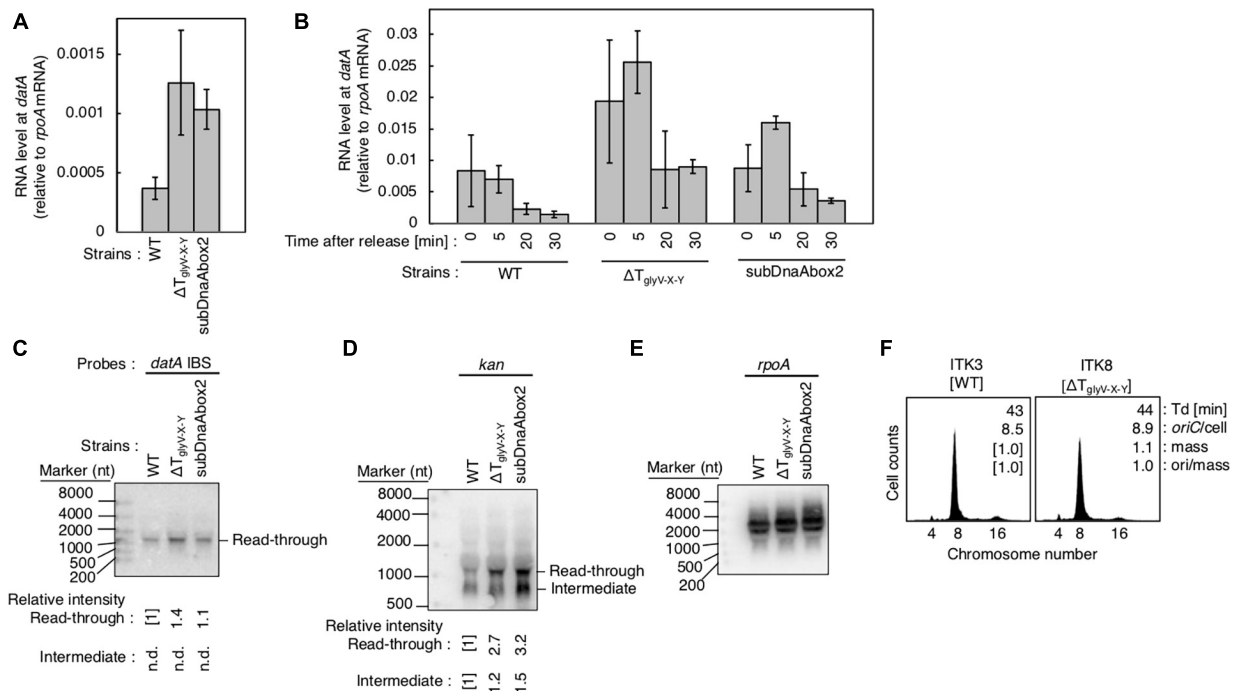 A
RNA level at datA
(relative to rpoA mRNA)
0.0015
0.001
0.0005
0
Strains :
WT
ΔTglyV-X-Y
subDnaAbox2
B
RNA level at datA
(relative to rpoA mRNA)
0.03
0.025
0.02
0.015
0.01
0.005
0
Time after release [min] :
0 5 20 30 0 5 20 30 0 5 20 30
Strains :
WT
ΔTglyV-X-Y
subDnaAbox2
C
Probes : datA IBS
Strains :
WT
ΔTglyV-X-Y
subDnaAbox2
Marker (nt)
8000
4000
2000
1000
500
200
Read-through
Relative intensity
Read-through : [1] 1.4 1.1
Intermediate : n.d. n.d. n.d.
D
kan
WT
ΔTglyV-X-Y
subDnaAbox2
Marker (nt)
8000
4000
2000
1000
500
Read-through
Intermediate
Relative intensity
Read-through : [1] 2.7 3.2
Intermediate : [1] 1.2 1.5
E
rpoA
WT
ΔTglyV-X-Y
subDnaAbox2
Marker (nt)
8000
4000
2000
1000
500
200
F
ITK3
[WT]
ITK8
[ΔTglyV-X-Y]
43
8.5
[1.0]
[1.0]
44 : Td [min]
8.9 : oriC/cell
1.1 : mass
1.0 : ori/mass
Cell counts
4 8 16 4 8 16
Chromosome number